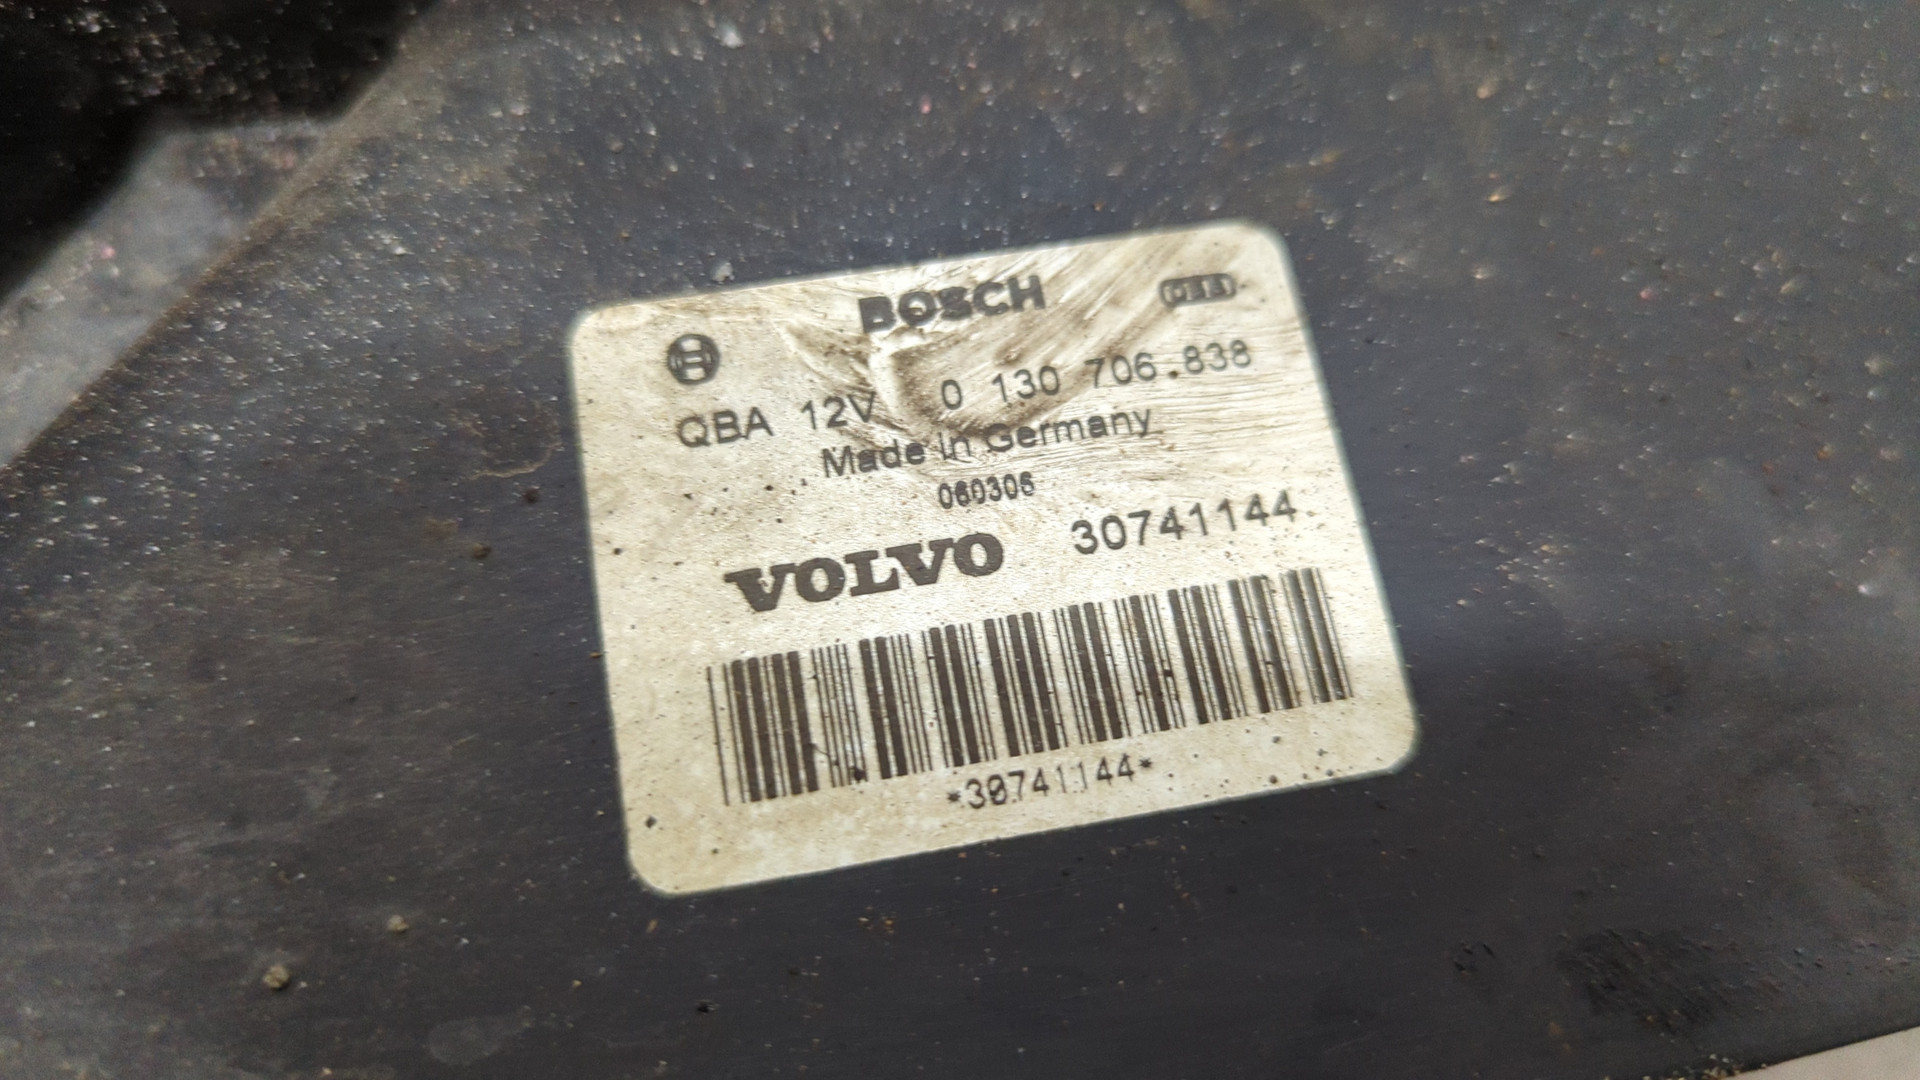 BOSCH
QBA 12V 0 130 706.838
Made in Germany
060306
VOLVO 30741144
*30741144*